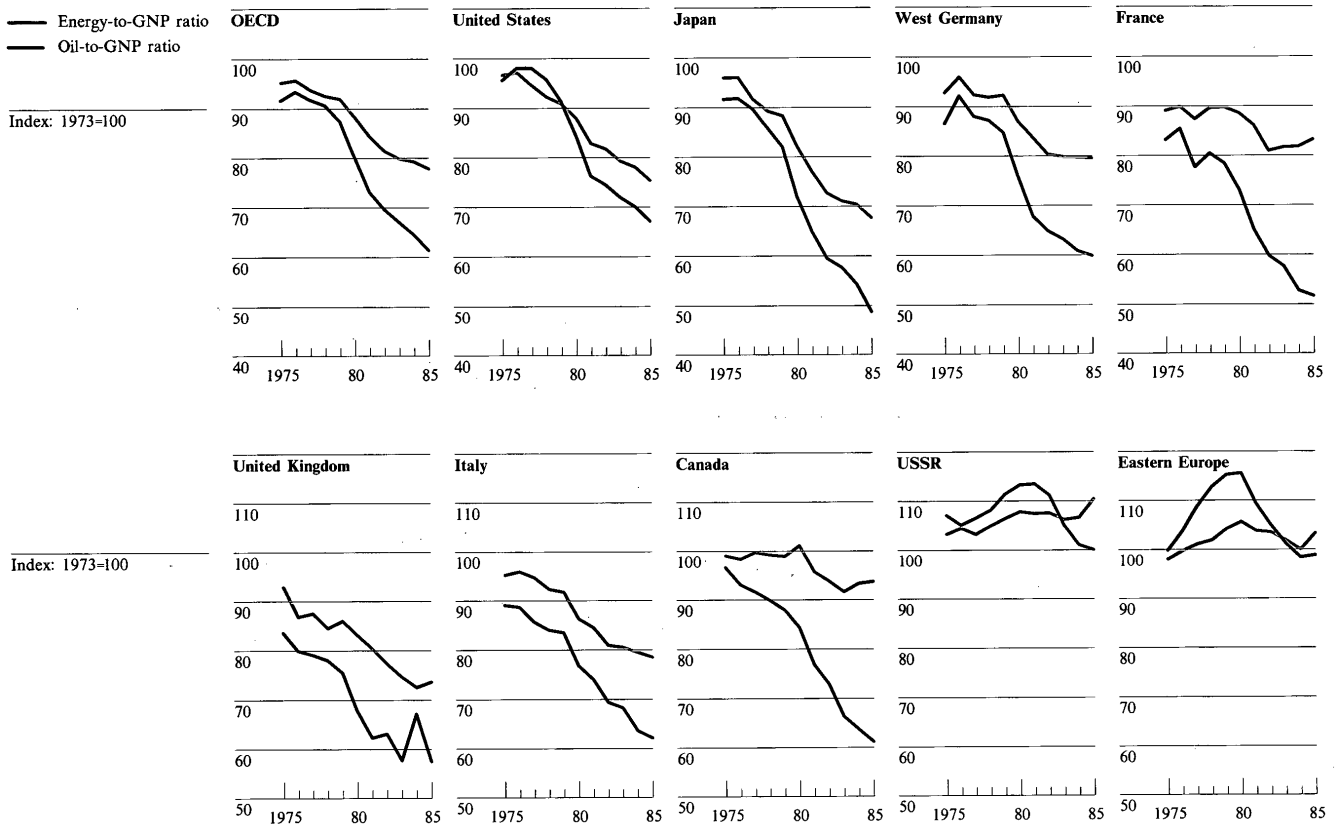 Energy-to-GNP ratio
Oil-to-GNP ratio
Index: 1973=100
OECD
100
90
80
70
60
50
40
1975 80 85
United States
100
90
80
70
60
50
40
1975 80 85
Japan
100
90
80
70
60
50
40
1975 80 85
West Germany
100
90
80
70
60
50
40
1975 80 85
France
100
90
80
70
60
50
40
1975 80 85
Index: 1973=100
United Kingdom
110
100
90
80
70
60
50
1975 80 85
Italy
110
100
90
80
70
60
50
1975 80 85
Canada
110
100
90
80
70
60
50
1975 80 85
USSR
110
100
90
80
70
60
50
1975 80 85
Eastern Europe
110
100
90
80
70
60
50
1975 80 85